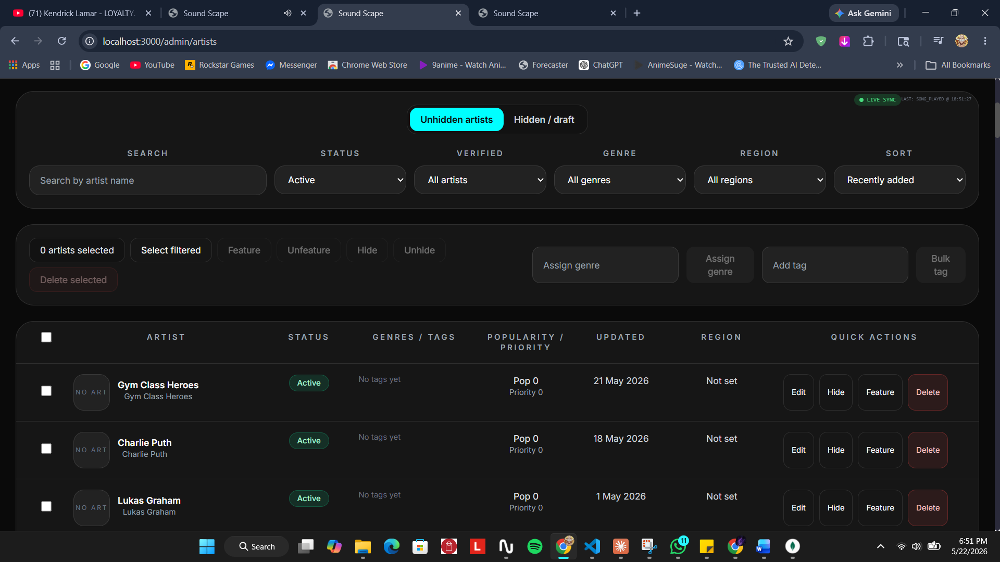 (71) Kendrick Lamar - LOYALTY.
Sound Scape
Sound Scape
Sound Scape
Ask Gemini
localhost:3000/admin/artists
Apps
Google
YouTube
Rockstar Games
Messenger
Chrome Web Store
9anime - Watch Ani...
Forecaster
ChatGPT
AnimeSuge - Watch...
The Trusted AI Dete...
All Bookmarks
LIVE SYNC
LAST: SONG_PLAYED @ 18:51:27
Unhidden artists
Hidden / draft
SEARCH
STATUS
VERIFIED
GENRE
REGION
SORT
Search by artist name
Active
All artists
All genres
All regions
Recently added
0 artists selected
Select filtered
Feature
Unfeature
Hide
Unhide
Delete selected
Assign genre
Assign
genre
Add tag
Bulk
tag
ARTIST
STATUS
GENRES / TAGS
POPULARITY /
PRIORITY
UPDATED
REGION
QUICK ACTIONS
NO ART
Gym Class Heroes
Gym Class Heroes
Active
No tags yet
Pop 0
Priority 0
21 May 2026
Not set
Edit
Hide
Feature
Delete
NO ART
Charlie Puth
Charlie Puth
Active
No tags yet
Pop 0
Priority 0
18 May 2026
Not set
Edit
Hide
Feature
Delete
NO ART
Lukas Graham
Lukas Graham
Active
No tags yet
Pop 0
Priority 0
1 May 2026
Not set
Edit
Hide
Feature
Delete
Search
11
6:51 PM
5/22/2026